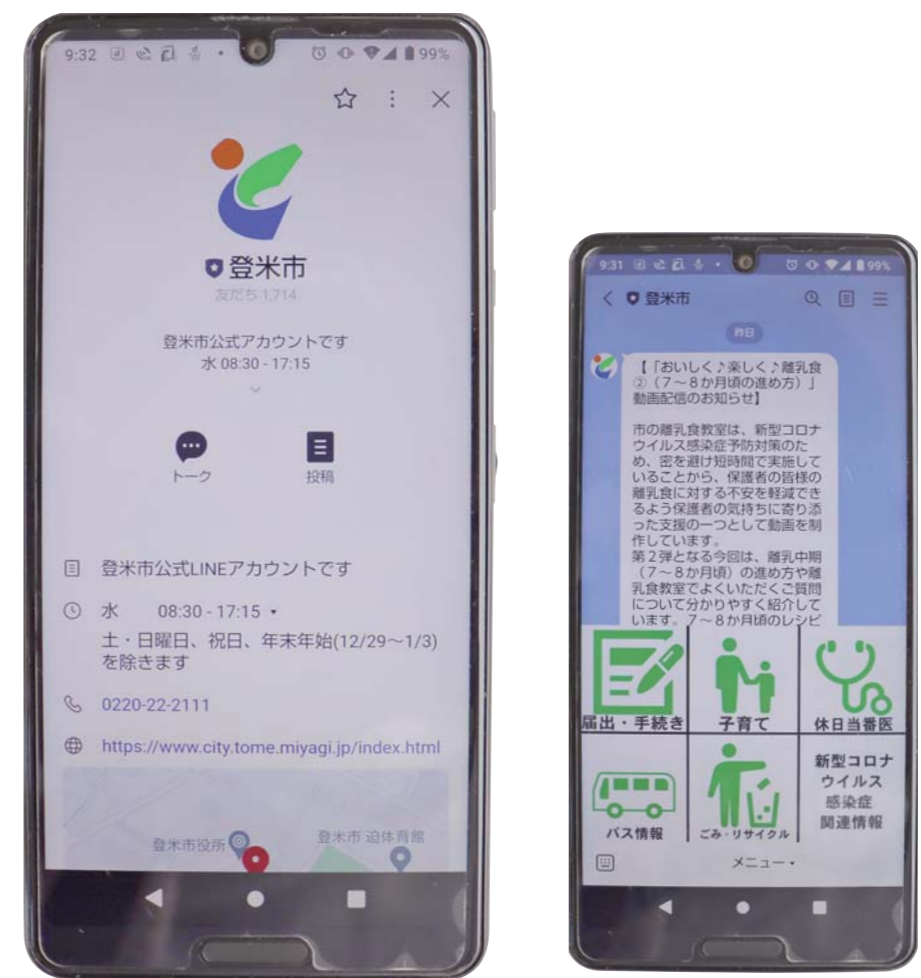 9:32
99%
登米市
友だち 1,714
登米市公式アカウントです
水 08:30 - 17:15
トーク
投稿
登米市公式LINEアカウントです
水 08:30 - 17:15
土・日曜日、祝日、年末年始(12/29~1/3)
を除きます
0220-22-2111
https://www.city.tome.miyagi.jp/index.html
登米市役所
登米市 迫体育館
9:31
99%
登米市
昨日
【「おいしく♪楽しく♪離乳食
②(7~8か月頃の進め方)」
動画配信のお知らせ】
市の離乳食教室は、新型コロナ
ウイルス感染症予防対策のた
め、密を避け短時間で実施して
いることから、保護者の皆様の
離乳食に対する不安を軽減でき
るよう保護者の気持ちに寄り添
った支援の一つとして動画を制
作しています。
第2弾となる今回は、離乳中期
(7~8か月頃)の進め方や離
乳食教室でよくいただくご質問
について分かりやすく紹介して
います。7~8か月頃のレシピ
届出・手続き
子育て
休日当番医
バス情報
ごみ・リサイクル
新型コロナ
ウイルス
感染症
関連情報
メニュー